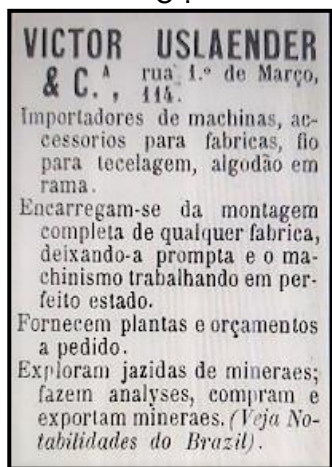 VICTOR USLAENDER
& C.ᴬ, rua 1.º de Março,
114.
Importadores de machinas, ac-
cessorios para fabricas, fio
para tecelagem, algodão em
rama.
Encarregam-se da montagem
completa de qualquer fabrica,
deixando-a prompta e o ma-
chinismo trabalhando em per-
feito estado.
Fornecem plantas e orçamentos
a pedido.
Exploram jazidas de mineraes;
fazem analyses, compram e
exportam mineraes. (Veja No-
tabilidades do Brazil).